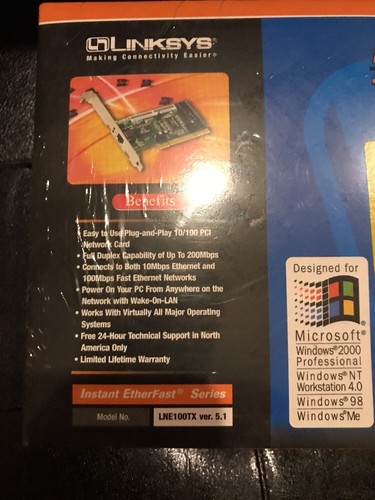 LINKSYS®
Making Connectivity Easier®
Benefits
• Easy to Use Plug-and-Play 10/100 PCI
Network Card
• Full Duplex Capability of Up To 200Mbps
• Connects to Both 10Mbps Ethernet and
100Mbps Fast Ethernet Networks
• Power On Your PC From Anywhere on the
Network with Wake-On-LAN
• Works With Virtually All Major Operating
Systems
• Free 24-Hour Technical Support in North
America Only
• Limited Lifetime Warranty
Instant EtherFast® Series
Model No.
LNE100TX ver. 5.1
Designed for
Microsoft®
Windows®2000
Professional
Windows®NT
Workstation 4.0
Windows®98
Windows®Me